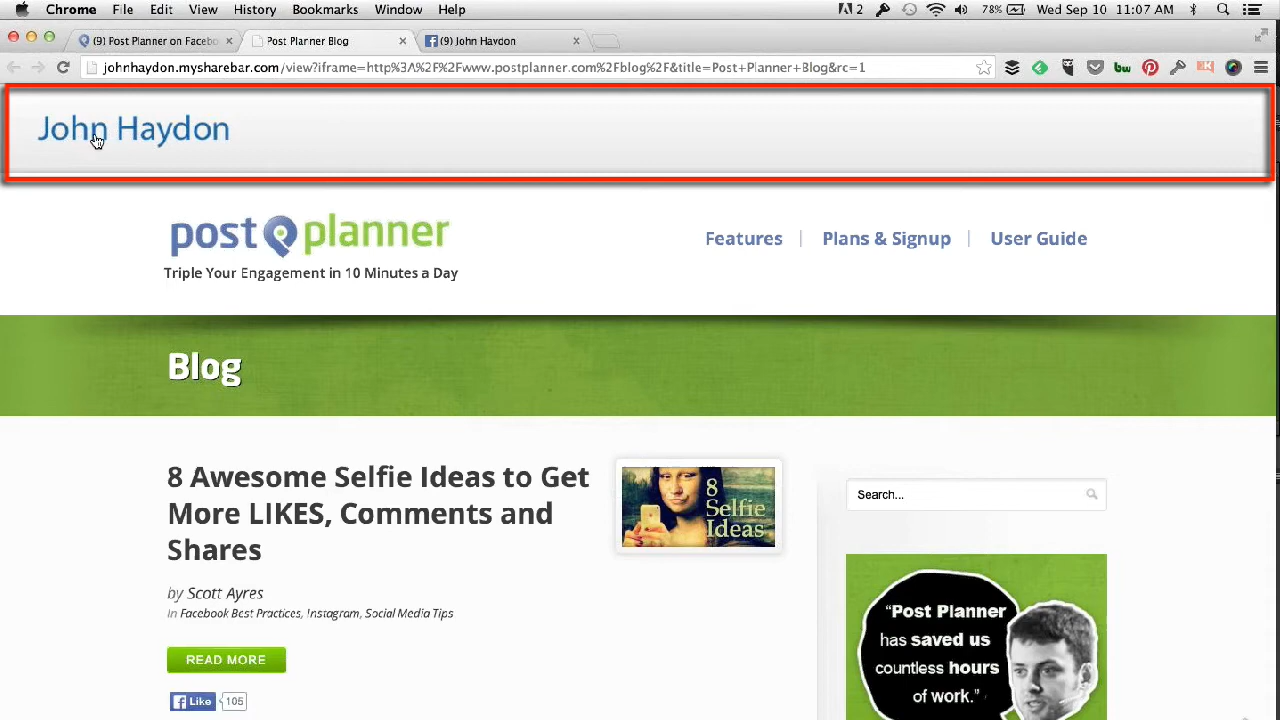 Chrome File Edit View History Bookmarks Window Help 2 78% Wed Sep 10 11:07 AM
(9) Post Planner on Facebo Post Planner Blog (9) John Haydon
johnhaydon.mysharebar.com/view?iframe=http%3A%2F%2Fwww.postplanner.com%2Fblog%2F&title=Post+Planner+Blog&rc=1 bw
John Haydon
post planner
Features | Plans & Signup | User Guide
Triple Your Engagement in 10 Minutes a Day
Blog
8 Awesome Selfie Ideas to Get
More LIKES, Comments and
Shares
8
Selfie
Ideas
Search...
by Scott Ayres
In Facebook Best Practices, Instagram, Social Media Tips
READ MORE
Like 105
"Post Planner
has saved us
countless hours
of work."